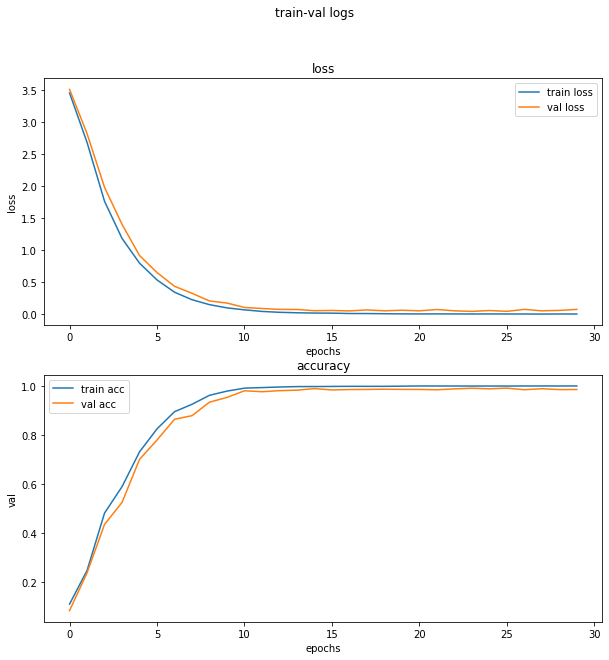 train-val logs
loss
3.5
3.0
2.5
2.0
1.5
1.0
0.5
0.0
loss
train loss
val loss
0 5 10 15 20 25 30
epochs
accuracy
1.0
0.8
0.6
0.4
0.2
val
train acc
val acc
0 5 10 15 20 25 30
epochs